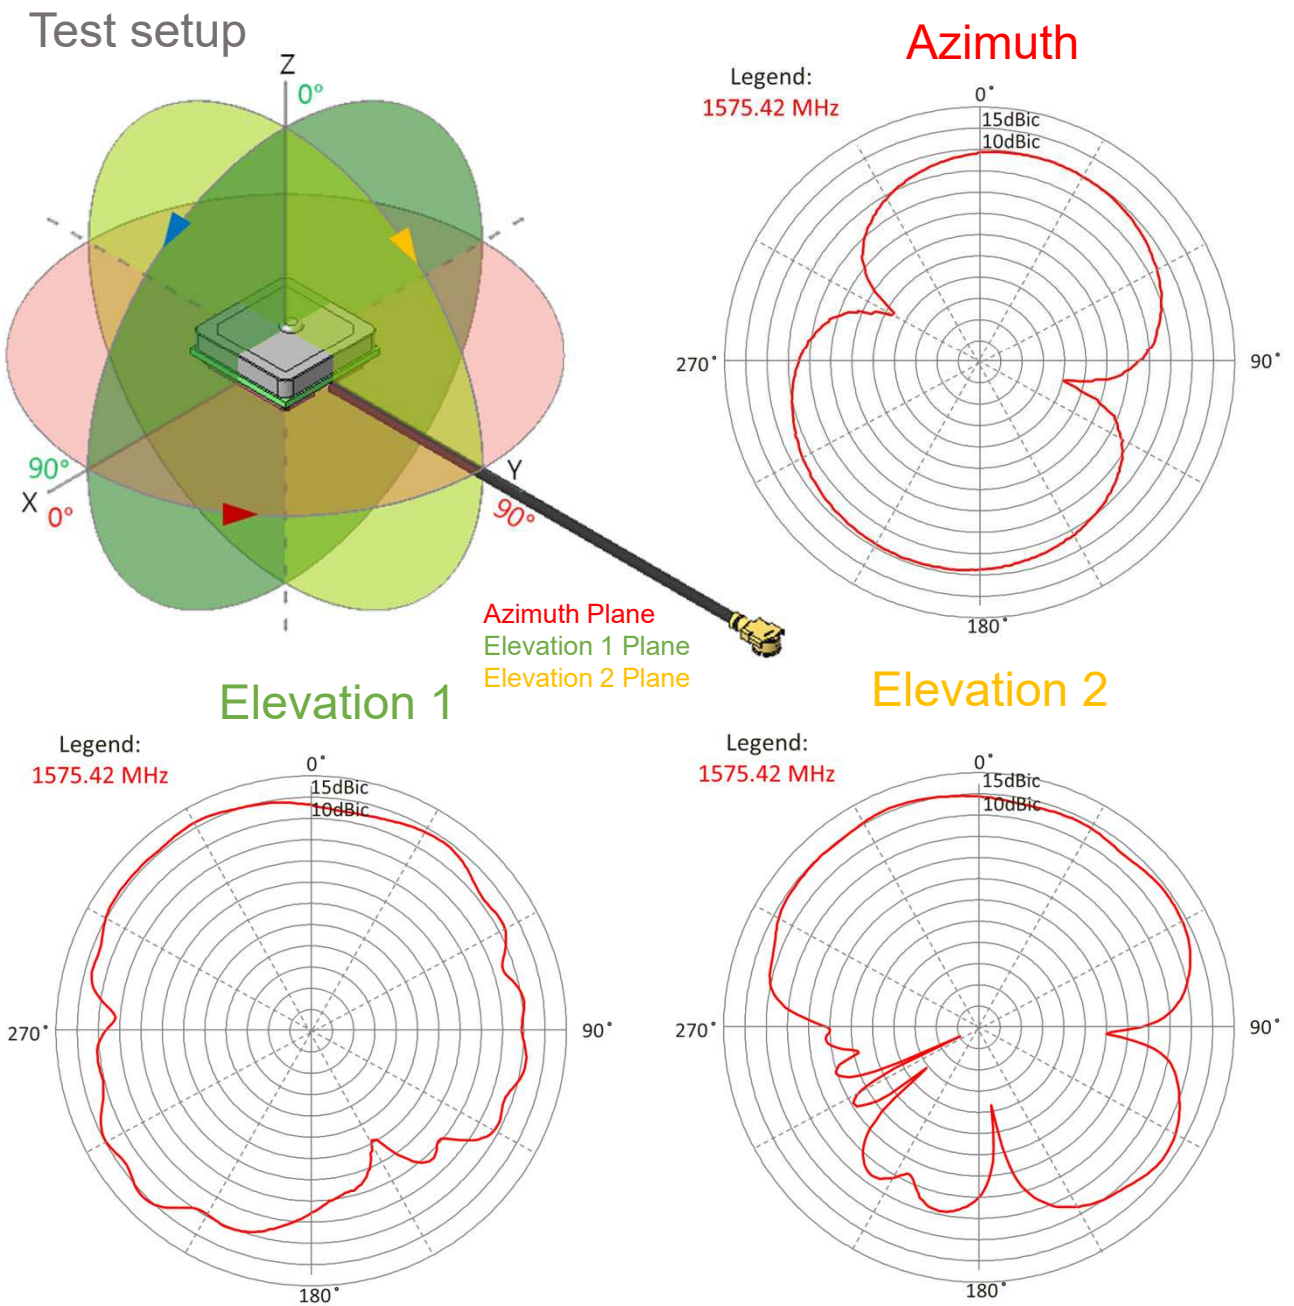 Test setup
Z
0°
90°
X
0°
Y
90°
Azimuth Plane
Elevation 1 Plane
Elevation 2 Plane
Azimuth
Legend:
1575.42 MHz
0°
15dBic
10dBic
270°
90°
180°
Elevation 1
Legend:
1575.42 MHz
0°
15dBic
10dBic
270°
90°
180°
Elevation 2
Legend:
1575.42 MHz
0°
15dBic
10dBic
270°
90°
180°